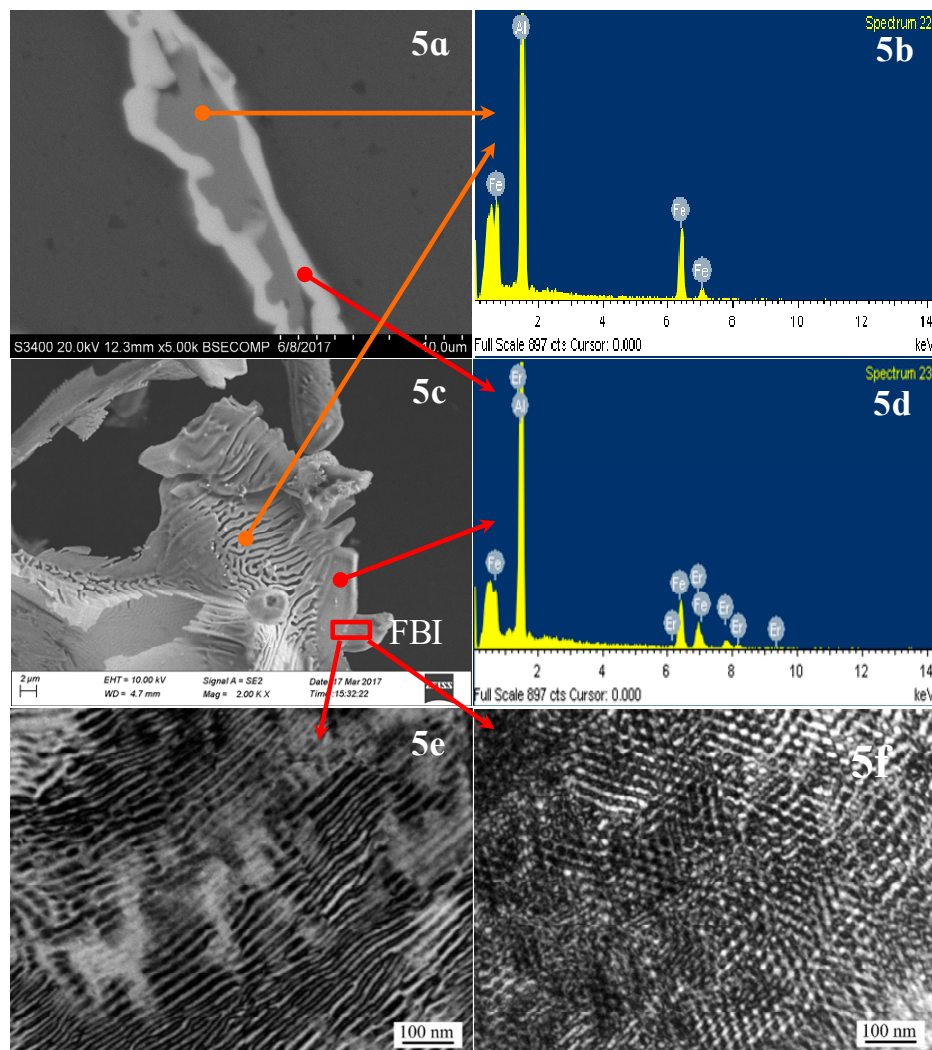 5a
S3400 20.0kV 12.3mm x5.00k BSECOMP 6/8/2017 10.0um
Spectrum 22
5b
Al
Fe
Fe
Fe
2 4 6 8 10 12 14
Full Scale 897 cts Cursor: 0.000 keV
5c
FBI
2 µm
EHT = 10.00 kV Signal A = SE2 Date :17 Mar 2017
WD = 4.7 mm Mag = 2.00 K X Time :15:32:22
ZEISS
Spectrum 23
5d
Er
Al
Fe
Fe Er
Er Fe Er Er Er
2 4 6 8 10 12 14
Full Scale 897 cts Cursor: 0.000 keV
5e
100 nm
5f
100 nm